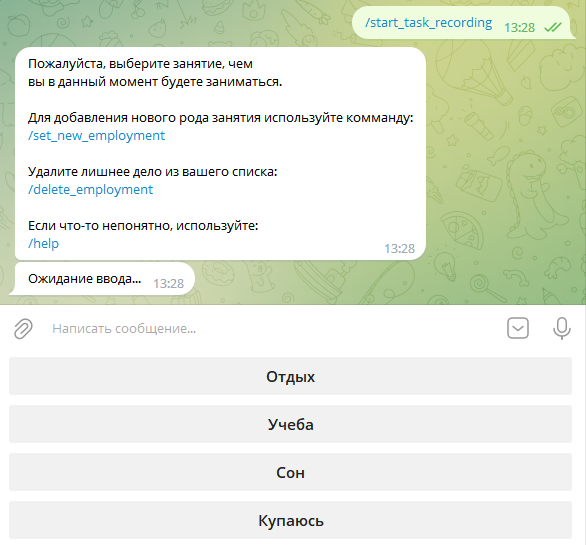 /start_task_recording
13:28
Пожалуйста, выберите занятие, чем
вы в данный момент будете заниматься.
Для добавления нового рода занятия используйте комманду:
/set_new_employment
Удалите лишнее дело из вашего списка:
/delete_employment
Если что-то непонятно, используйте:
/help
13:28
Ожидание ввода...
13:28
Написать сообщение...
Отдых
Учеба
Сон
Купаюсь